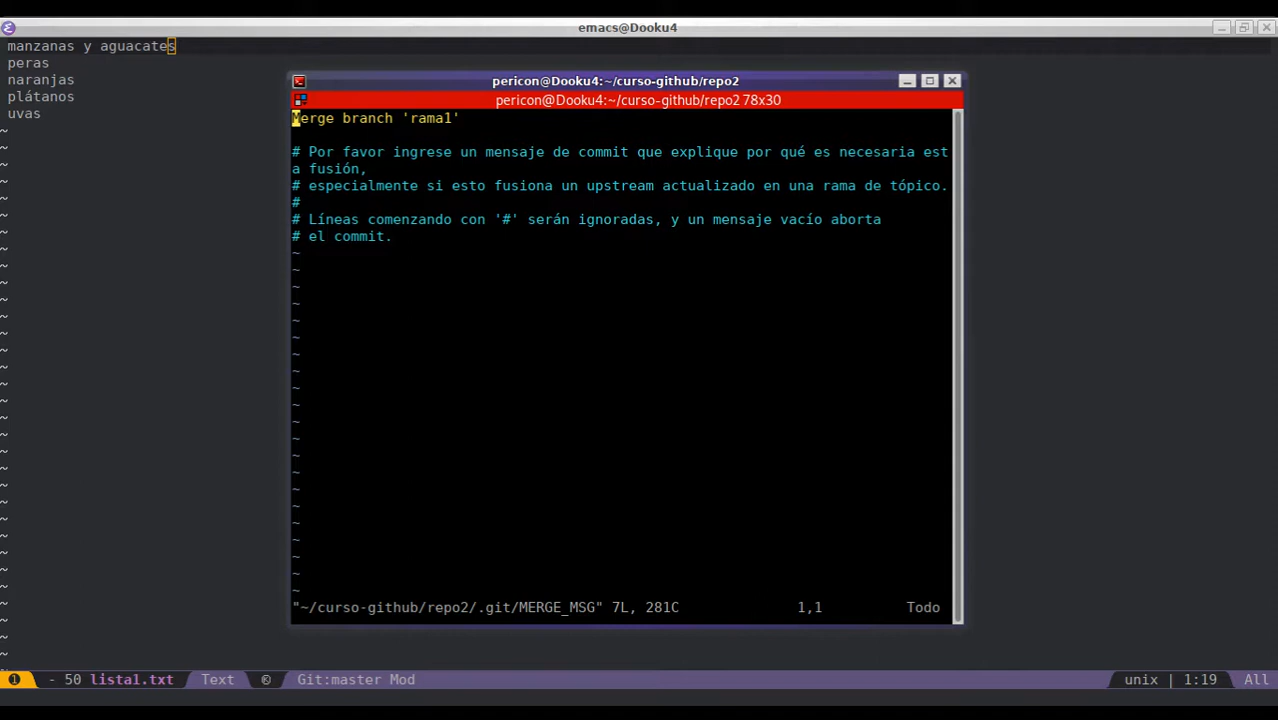 emacs@Dooku4
manzanas y aguacates
peras
naranjas
plátanos
uvas
pericon@Dooku4:~/curso-github/repo2
pericon@Dooku4:~/curso-github/repo2 78x30
Merge branch 'rama1'
# Por favor ingrese un mensaje de commit que explique por qué es necesaria est
a fusión,
# especialmente si esto fusiona un upstream actualizado en una rama de tópico.
#
# Líneas comenzando con '#' serán ignoradas, y un mensaje vacío aborta
# el commit.
"~/curso-github/repo2/.git/MERGE_MSG" 7L, 281C 1,1 Todo
❶ - 50 lista1.txt Text © Git:master Mod unix | 1:19 All